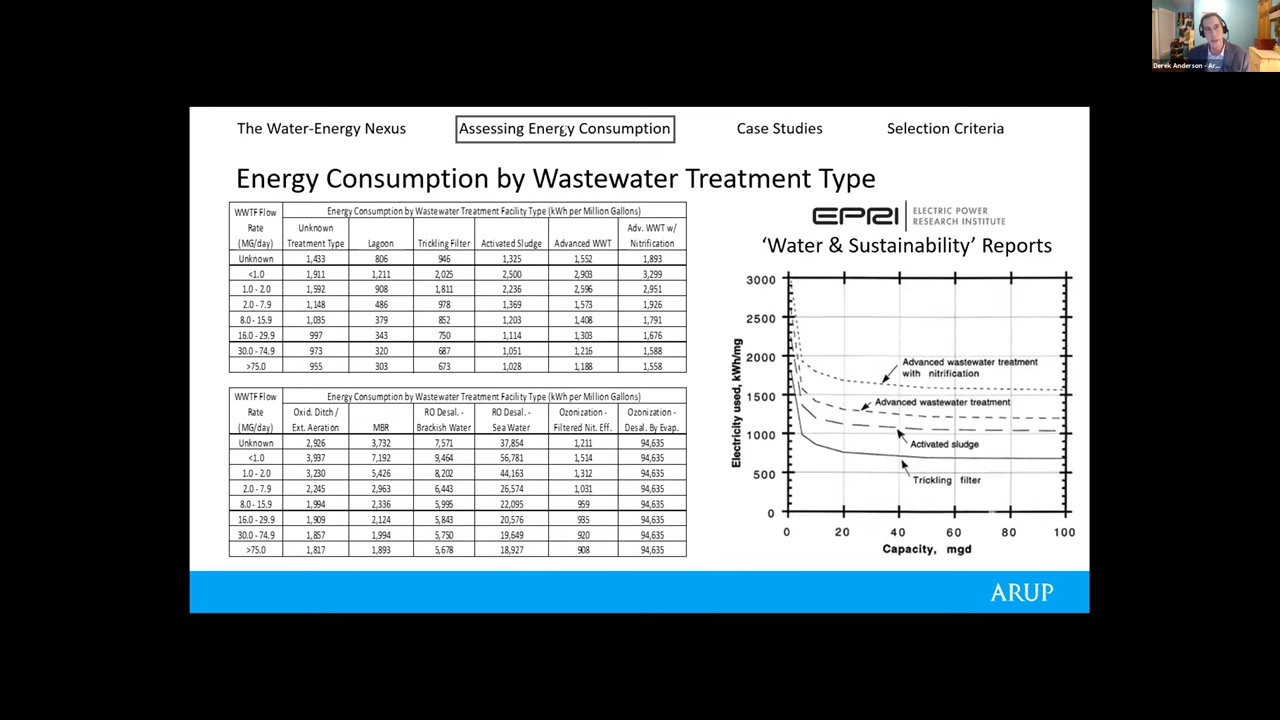 Derek Anderson - Ar...
The Water-Energy Nexus
Assessing Energy Consumption
Case Studies
Selection Criteria
Energy Consumption by Wastewater Treatment Type
WWTF Flow Rate (MG/day) Energy Consumption by Wastewater Treatment Facility Type (kWh per Million Gallons)
Unknown Treatment Type Lagoon Trickling Filter Activated Sludge Advanced WWT Adv. WWT w/ Nitrification
Unknown 1,433 806 946 1,325 1,552 1,893
<1.0 1,911 1,211 2,025 2,500 2,903 3,299
1.0 - 2.0 1,592 908 1,811 2,236 2,596 2,951
2.0 - 7.9 1,148 486 978 1,369 1,573 1,926
8.0 - 15.9 1,035 379 852 1,203 1,408 1,791
16.0 - 29.9 997 343 750 1,114 1,303 1,676
30.0 - 74.9 973 320 687 1,051 1,216 1,588
>75.0 955 303 673 1,028 1,188 1,558
WWTF Flow Rate (MG/day) Energy Consumption by Wastewater Treatment Facility Type (kWh per Million Gallons)
Oxid. Ditch / Ext. Aeration MBR RO Desal. - Brackish Water RO Desal. - Sea Water Ozonization - Filtered Nit. Eff. Ozonization - Desal. By Evap.
Unknown 2,926 3,732 7,571 37,854 1,211 94,635
<1.0 3,937 7,192 9,464 56,781 1,514 94,635
1.0 - 2.0 3,230 5,426 8,202 44,163 1,312 94,635
2.0 - 7.9 2,245 2,963 6,443 26,574 1,031 94,635
8.0 - 15.9 1,994 2,336 5,995 22,095 959 94,635
16.0 - 29.9 1,909 2,124 5,843 20,576 935 94,635
30.0 - 74.9 1,857 1,994 5,750 19,649 920 94,635
>75.0 1,817 1,893 5,678 18,927 908 94,635
EPRI ELECTRIC POWER
RESEARCH INSTITUTE
‘Water & Sustainability’ Reports
3000
2500
2000
1500
1000
500
0
Electricity used, kWh/mg
Advanced wastewater treatment
with nitrification
Advanced wastewater treatment
Activated sludge
Trickling filter
0 20 40 60 80 100
Capacity, mgd
ARUP